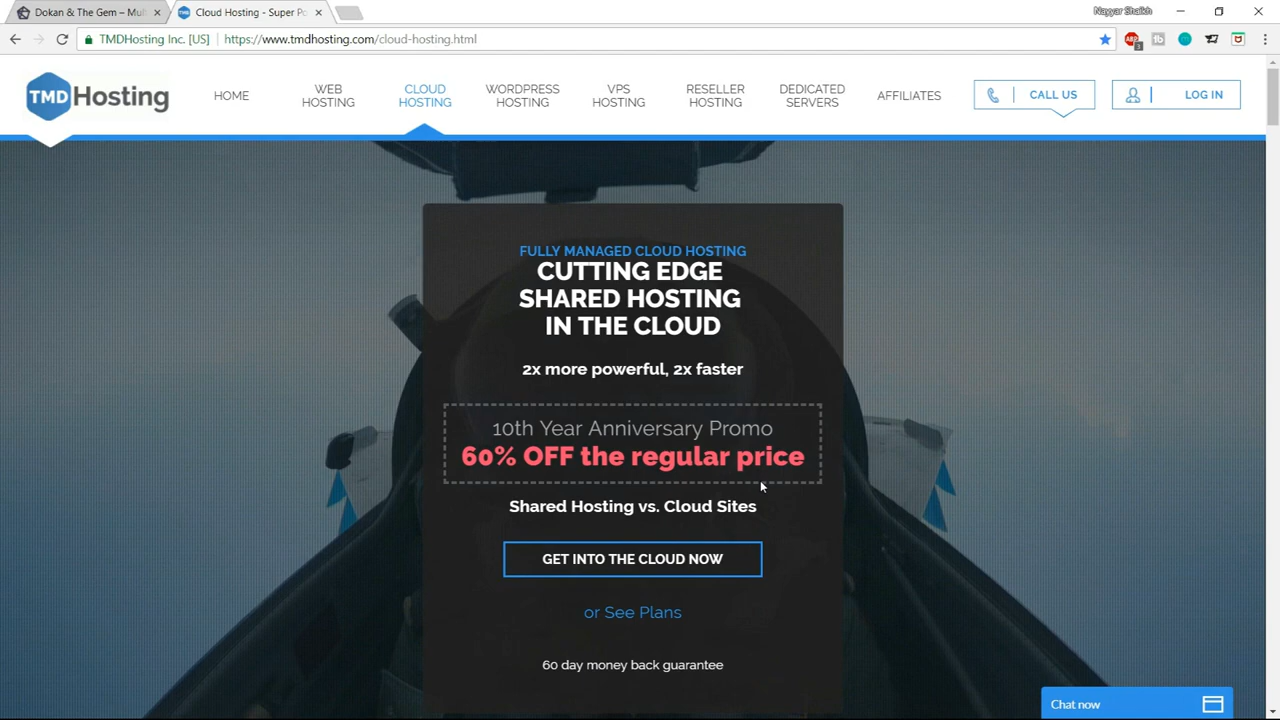 Dokan & The Gem – Mul
Cloud Hosting - Super Po
Nayyar Shaikh
TMDHosting Inc. [US]
https://www.tmdhosting.com/cloud-hosting.html
TMDHosting
HOME
WEB
HOSTING
CLOUD
HOSTING
WORDPRESS
HOSTING
VPS
HOSTING
RESELLER
HOSTING
DEDICATED
SERVERS
AFFILIATES
CALL US
LOG IN
FULLY MANAGED CLOUD HOSTING
CUTTING EDGE
SHARED HOSTING
IN THE CLOUD
2x more powerful, 2x faster
10th Year Anniversary Promo
60% OFF the regular price
Shared Hosting vs. Cloud Sites
GET INTO THE CLOUD NOW
or See Plans
60 day money back guarantee
Chat now